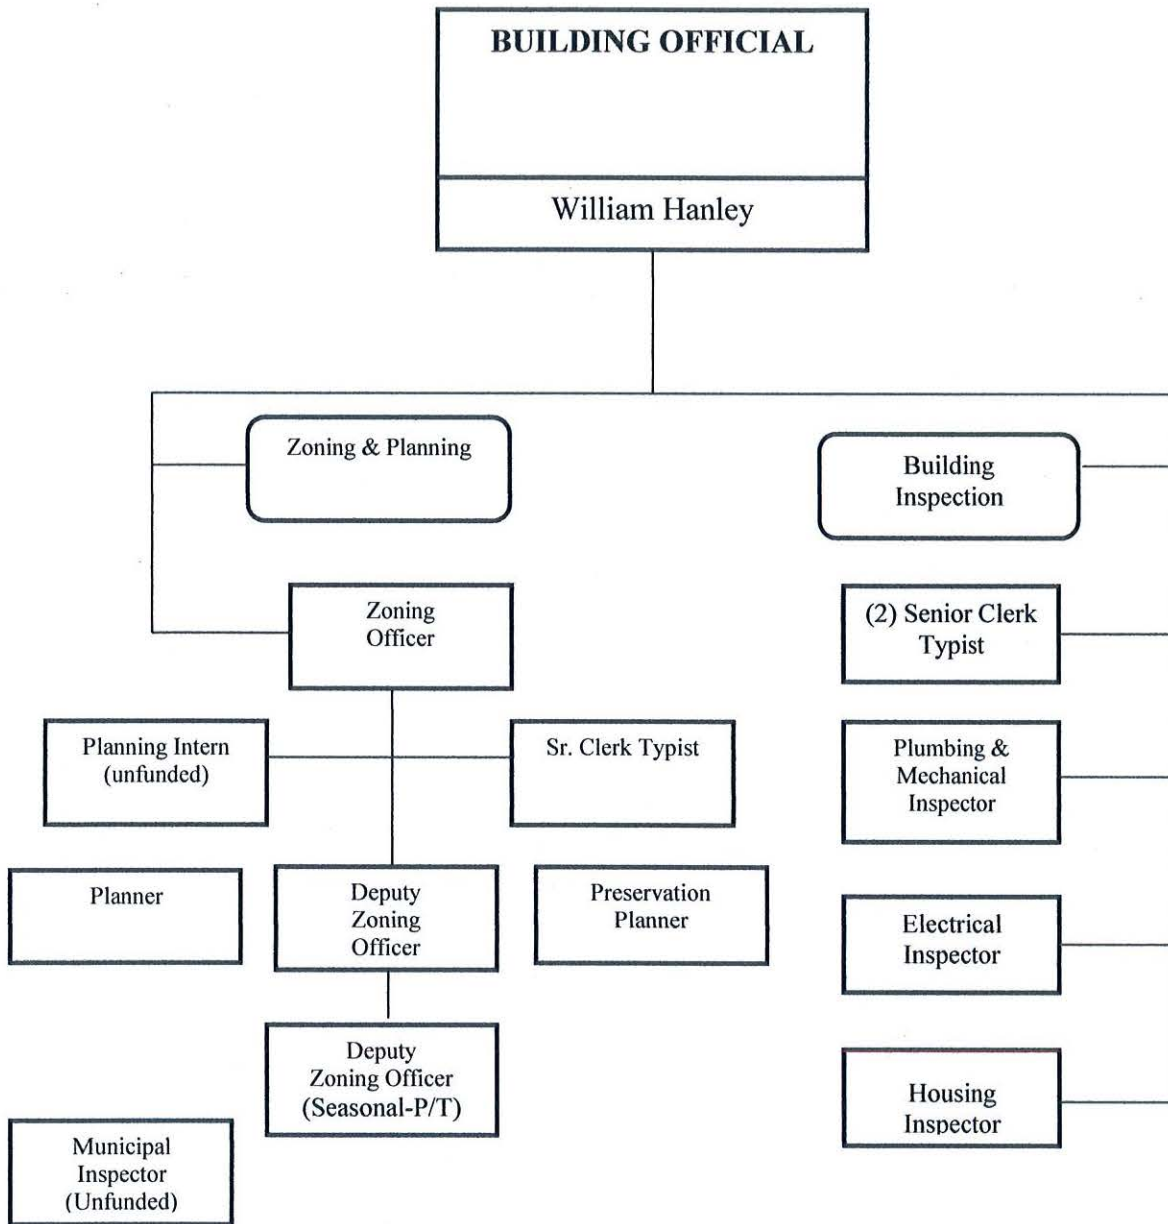 BUILDING OFFICIAL
William Hanley
Zoning & Planning
Building
Inspection
Zoning
Officer
(2) Senior Clerk
Typist
Planning Intern
(unfunded)
Sr. Clerk Typist
Plumbing &
Mechanical
Inspector
Planner
Deputy
Zoning
Officer
Preservation
Planner
Electrical
Inspector
Deputy
Zoning Officer
(Seasonal-P/T)
Housing
Inspector
Municipal
Inspector
(Unfunded)